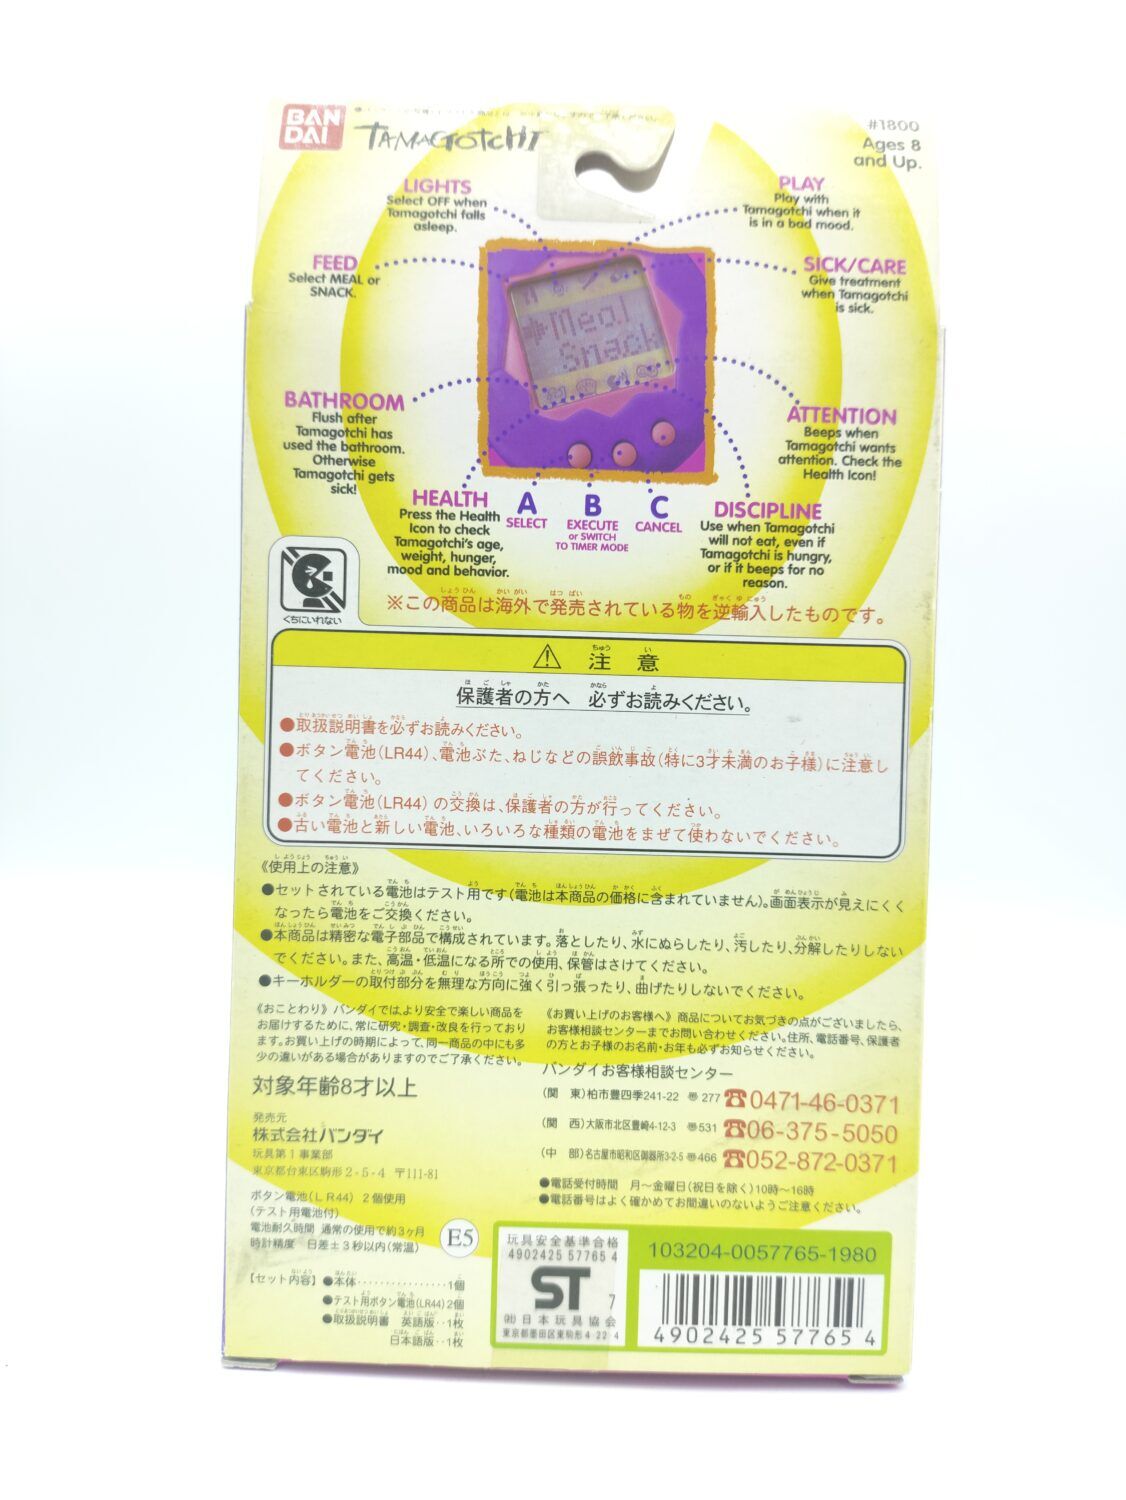 BAN
DAI
TAMAGOTCHI
#1800
Ages 8
and Up.
LIGHTS
Select OFF when
Tamagotchi falls
asleep.
PLAY
Play with
Tamagotchi when it
is in a bad mood.
FEED
Select MEAL or
SNACK.
SICK/CARE
Give treatment
when Tamagotchi
is sick.
Meal
Snack
BATHROOM
Flush after
Tamagotchi has
used the bathroom.
Otherwise
Tamagotchi gets
sick!
ATTENTION
Beeps when
Tamagotchi wants
attention. Check the
Health Icon!
HEALTH
Press the Health
Icon to check
Tamagotchi's age,
weight, hunger,
mood and behavior.
A
SELECT
B
EXECUTE
or SWITCH
TO TIMER MODE
C
CANCEL
DISCIPLINE
Use when Tamagotchi
will not eat, even if
Tamagotchi is hungry,
or if it beeps for no
reason.
くちにいれない
※この商品は海外で発売されている物を逆輸入したものです。
注意
保護者の方へ 必ずお読みください。
●取扱説明書を必ずお読みください。
●ボタン電池(LR44)、電池ぶた、ねじなどの誤飲事故(特に3才未満のお子様)に注意し
てください。
●ボタン電池(LR44)の交換は、保護者の方が行ってください。
●古い電池と新しい電池、いろいろな種類の電池をまぜて使わないでください。
《使用上の注意》
●セットされている電池はテスト用です(電池は本商品の価格に含まれていません)。画面表示が見えにくく
なったら電池をご交換ください。
●本商品は精密な電子部品で構成されています。落としたり、水にぬらしたり、汚したり、分解したりしない
でください。また、高温・低温になる所での使用、保管はさけてください。
●キーホルダーの取付部分を無理な方向に強く引っ張ったり、曲げたりしないでください。
《おことわり》バンダイでは、より安全で楽しい商品を
お届けするために、常に研究・調査・改良を行っており
ます。お買い上げの時期によって、同一商品の中にも多
少の違いがある場合がありますのでご了承ください。
《お買い上げのお客様へ》商品についてお気づきの点がございましたら、
お客様相談センターまでお問い合わせください。住所、電話番号、保護者
の方とお子様のお名前・お年も必ずお知らせください。
対象年齢8才以上
発売元
株式会社バンダイ
玩具第1事業部
東京都台東区駒形2-5-4 〒111-81
バンダイお客様相談センター
(関 東)柏市豊四季241-22 〠277 ☎0471-46-0371
(関 西)大阪市北区豊崎4-12-3 〠531 ☎06-375-5050
(中 部)名古屋市昭和区御器所3-2-5 〠466 ☎052-872-0371
●電話受付時間 月〜金曜日(祝日を除く)10時〜16時
●電話番号はよく確かめてお間違いのないようご注意ください。
ボタン電池(LR44)2個使用
(テスト用電池付)
電池耐久時間 通常の使用で約3ヶ月
時計精度 日差±3秒以内(常温)
E5
【セット内容】●本体‥‥‥‥‥‥‥‥1個
●テスト用ボタン電池(LR44)2個
●取扱説明書 英語版‥1枚
日本語版‥1枚
玩具安全基準合格
4902425 57765 4
ST
7
(社)日本玩具協会
東京都墨田区東駒形4-22-4
103204-0057765-1980
4902425 577654